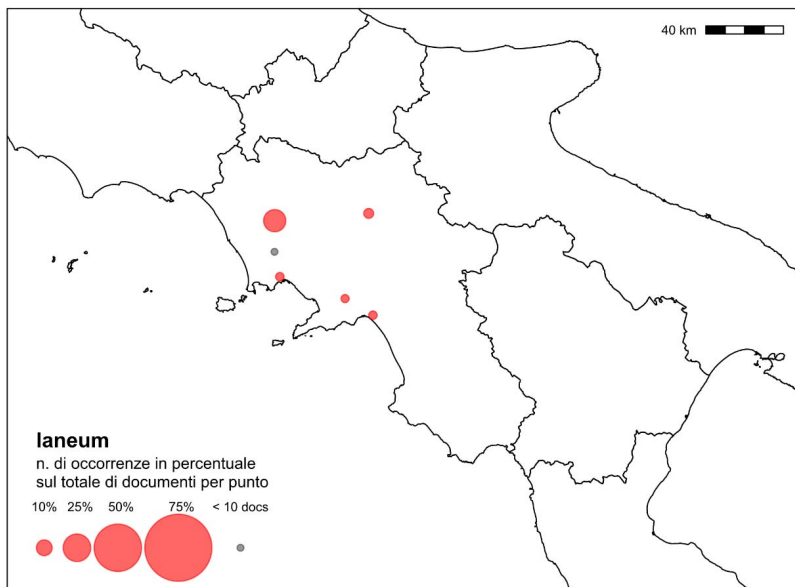 40 km
laneum
n. di occorrenze in percentuale
sul totale di documenti per punto
10% 25% 50% 75% < 10 docs